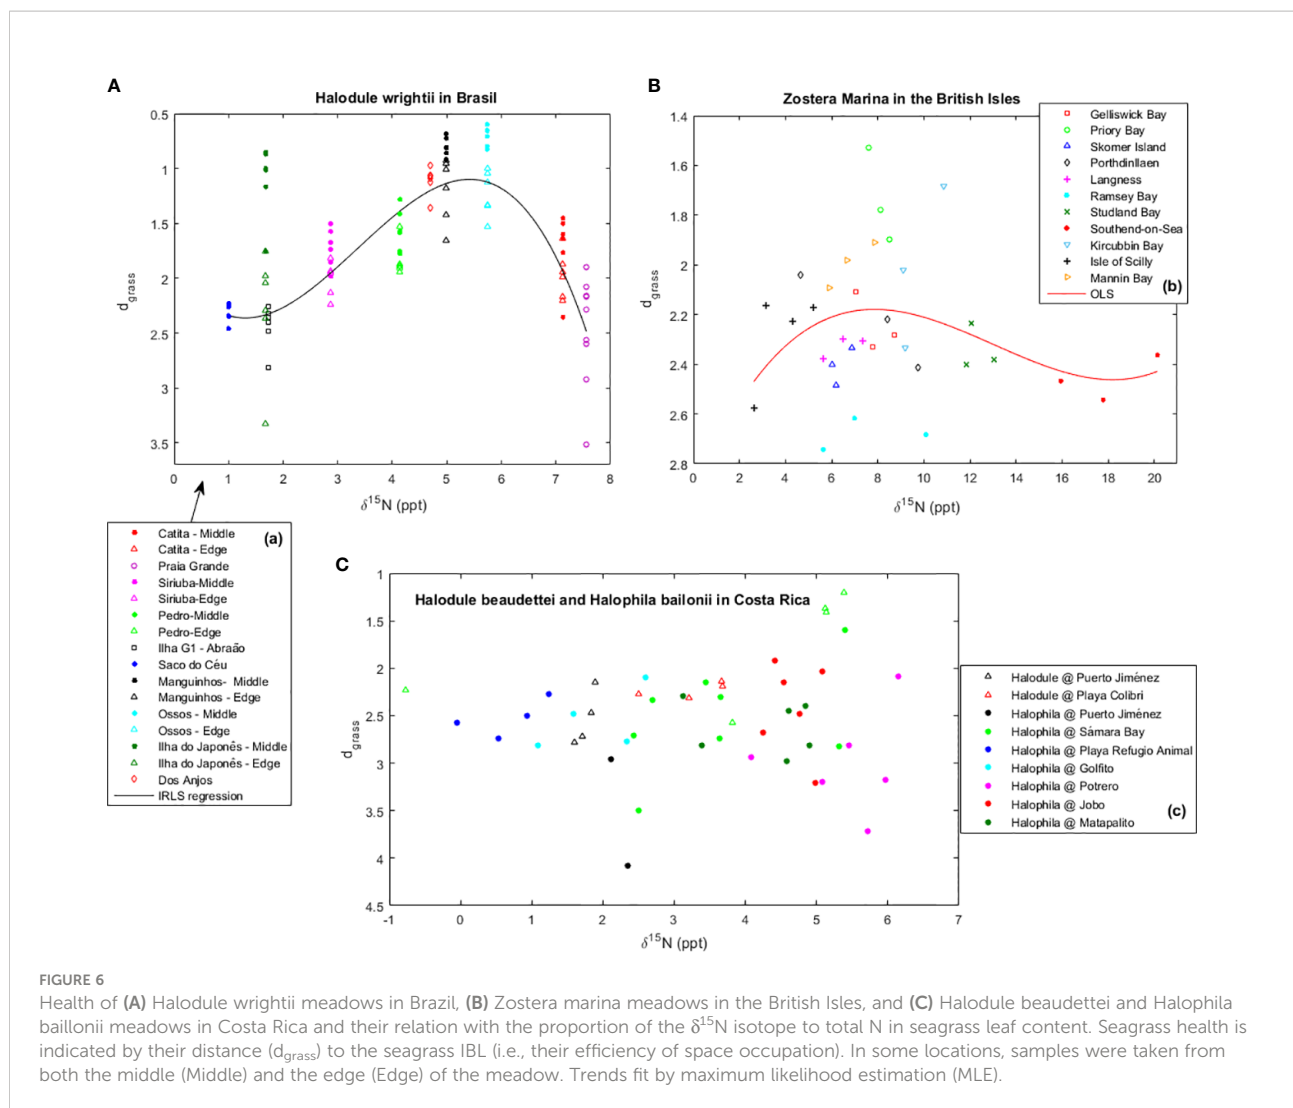 A
Halodule wrightii in Brasil
0.5
1
1.5
2
2.5
3
3.5
dgrass
0 1 2 3 4 5 6 7 8
δ15N (ppt)
(a)
Catita - Middle
Catita - Edge
Praia Grande
Siriuba-Middle
Siriuba-Edge
Pedro-Middle
Pedro-Edge
Ilha G1 - Abraão
Saco do Céu
Manguinhos- Middle
Manguinhos - Edge
Ossos - Middle
Ossos - Edge
Ilha do Japonês - Middle
Ilha do Japonês - Edge
Dos Anjos
IRLS regression
B
Zostera Marina in the British Isles
1.4
1.6
1.8
2
2.2
2.4
2.6
2.8
dgrass
0 2 4 6 8 10 12 14 16 18 20
δ15N (ppt)
Gelliswick Bay
Priory Bay
Skomer Island
Porthdinllaen
Langness
Ramsey Bay
Studland Bay
Southend-on-Sea
Kircubbin Bay
Isle of Scilly
Mannin Bay
OLS
(b)
C
Halodule beaudettei and Halophila bailonii in Costa Rica
1
1.5
2
2.5
3
3.5
4
4.5
dgrass
-1 0 1 2 3 4 5 6 7
δ15N (ppt)
Halodule @ Puerto Jiménez
Halodule @ Playa Colibri
Halophila @ Puerto Jiménez
Halophila @ Sámara Bay
Halophila @ Playa Refugio Animal
Halophila @ Golfito
Halophila @ Potrero
Halophila @ Jobo
Halophila @ Matapalito
(c)
FIGURE 6
Health of (A) Halodule wrightii meadows in Brazil, (B) Zostera marina meadows in the British Isles, and (C) Halodule beaudettei and Halophila
baillonii meadows in Costa Rica and their relation with the proportion of the δ15N isotope to total N in seagrass leaf content. Seagrass health is
indicated by their distance (dgrass) to the seagrass IBL (i.e., their efficiency of space occupation). In some locations, samples were taken from
both the middle (Middle) and the edge (Edge) of the meadow. Trends fit by maximum likelihood estimation (MLE).